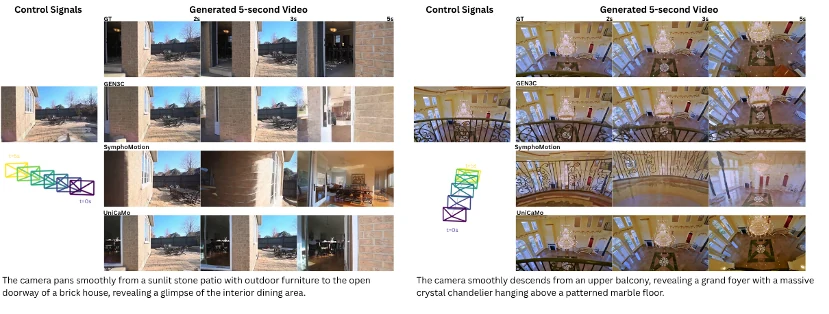 Control Signals
Generated 5-second Video
GT
2s
3s
5s
GEN3C
SymphoMotion
t=0s
UniCaMo
The camera pans smoothly from a sunlit stone patio with outdoor furniture to the open
doorway of a brick house, revealing a glimpse of the interior dining area.
Control Signals
Generated 5-second Video
GT
2s
3s
5s
GEN3C
SymphoMotion
t=0s
UniCaMo
The camera smoothly descends from an upper balcony, revealing a grand foyer with a massive
crystal chandelier hanging above a patterned marble floor.